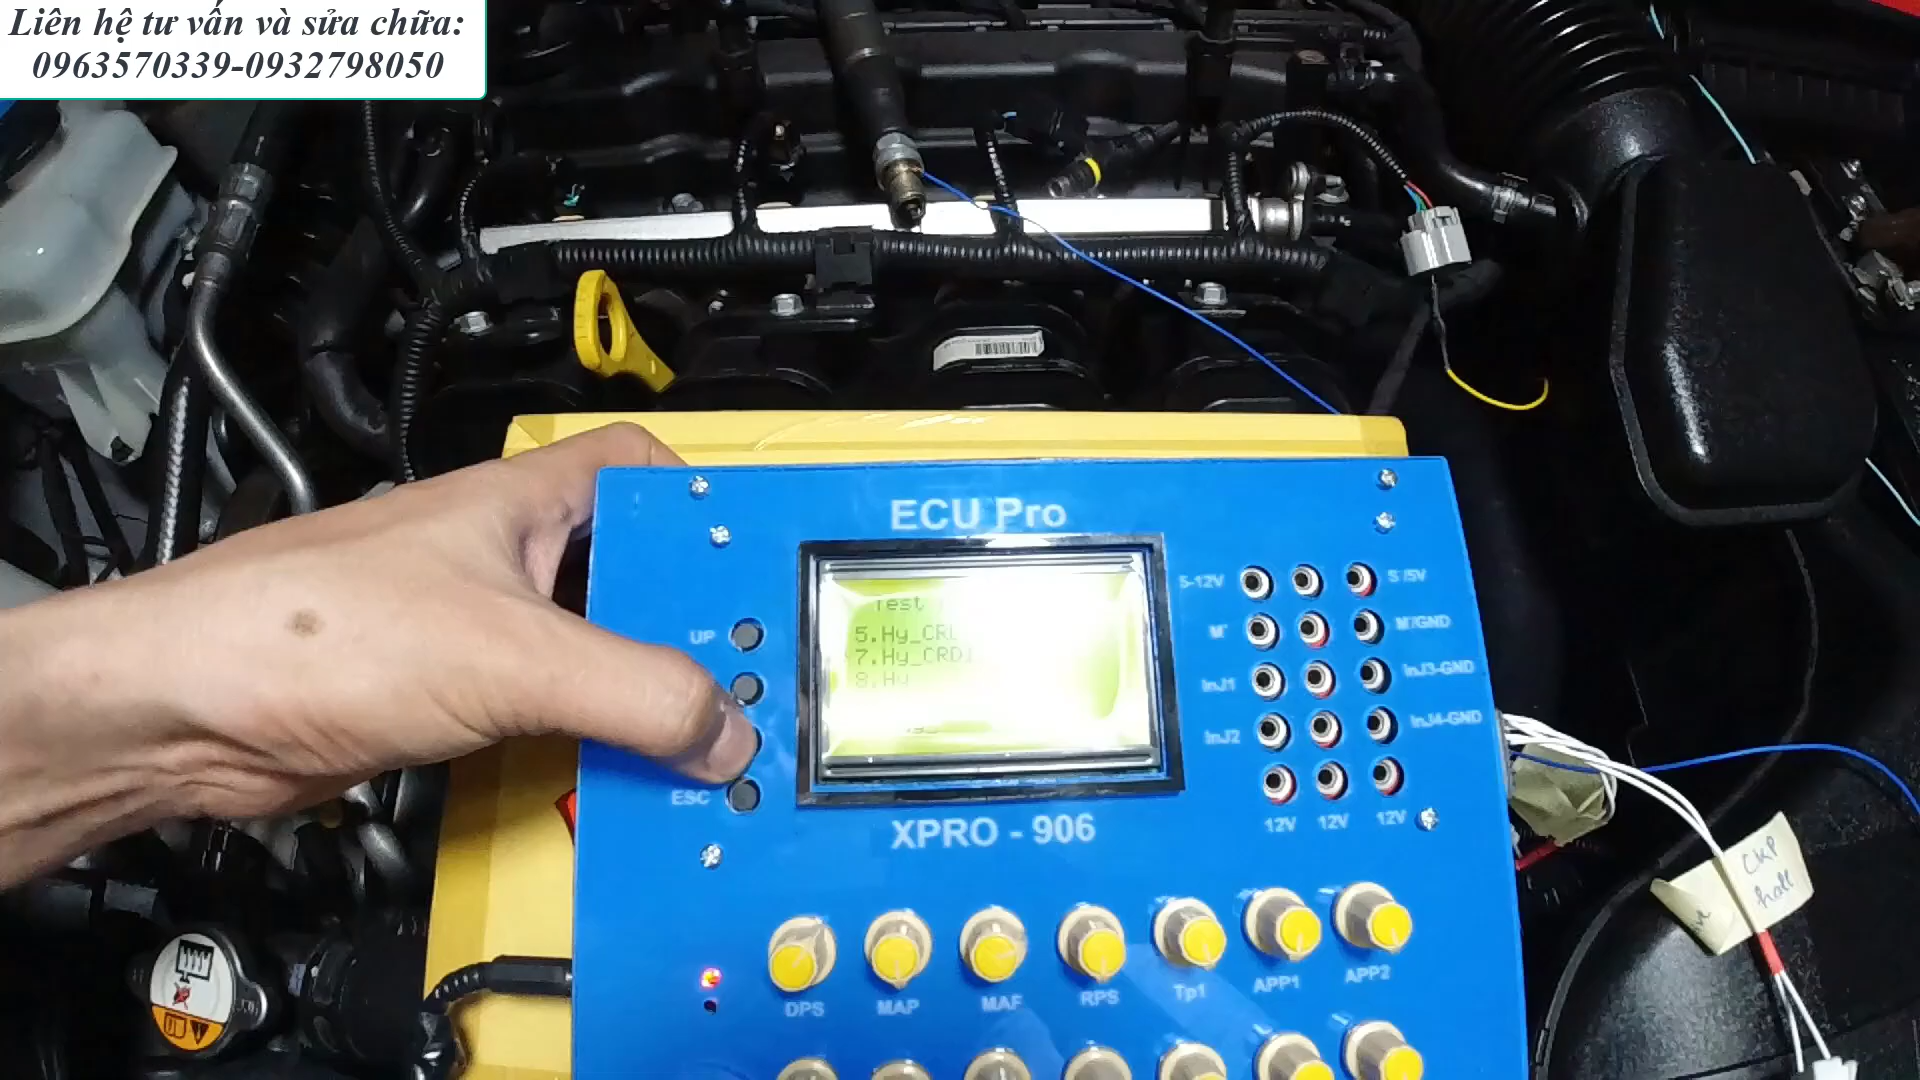 Liên hệ tư vấn và sửa chữa:
0963570339-0932798050
ECU Pro
Test
5.Hy_CRD
7.Hy_CRDi
8.Hy
UP
ESC
S-12V
S+/5V
M+
M-/GND
InJ1
InJ3-GND
InJ2
InJ4-GND
12V 12V 12V
XPRO - 906
DPS MAP MAF RPS Tp1 APP1 APP2
CKP
hall